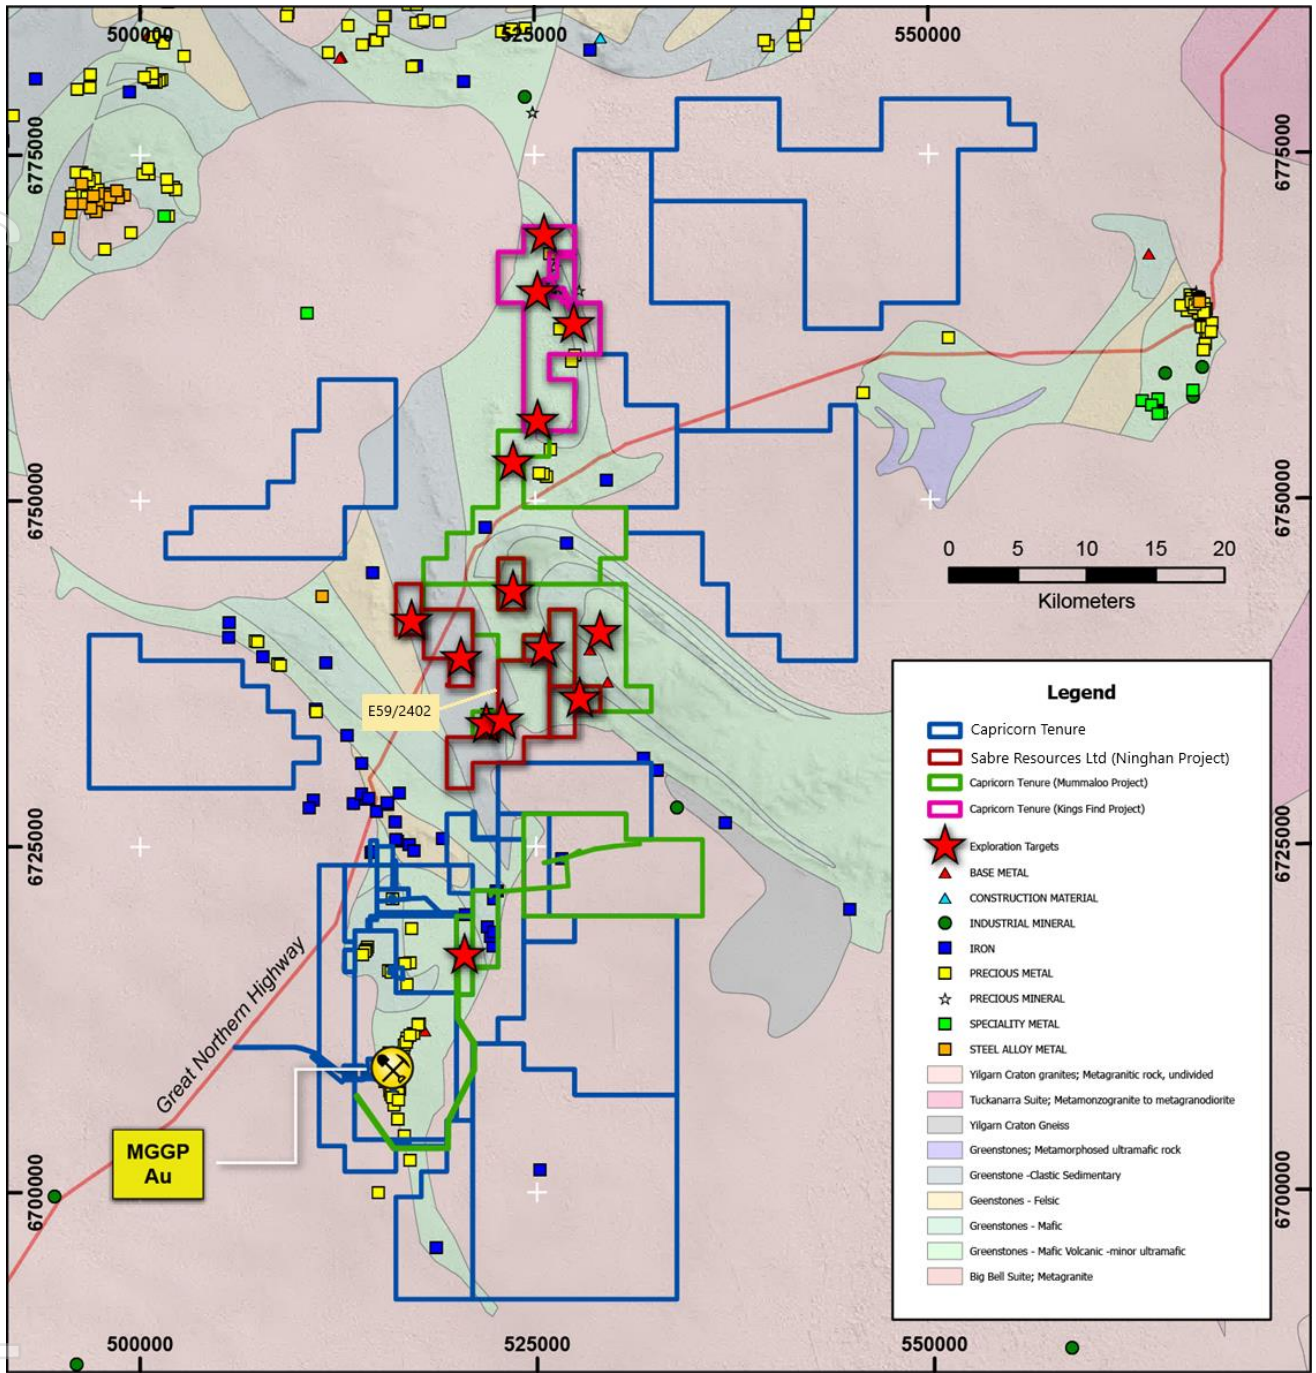 500000
525000
550000
6775000
6775000
6750000
6750000
0 5 10 15 20
Kilometers
E59/2402
6725000
6725000
Great Northern Highway
MGGP
Au
6700000
6700000
500000
525000
550000
Legend
Capricorn Tenure
Sabre Resources Ltd (Ninghan Project)
Capricorn Tenure (Mummaloo Project)
Capricorn Tenure (Kings Find Project)
Exploration Targets
BASE METAL
CONSTRUCTION MATERIAL
INDUSTRIAL MINERAL
IRON
PRECIOUS METAL
PRECIOUS MINERAL
SPECIALITY METAL
STEEL ALLOY METAL
Yilgarn Craton granites; Metagranitic rock, undivided
Tuckanarra Suite; Metamonzogranite to metagranodiorite
Yilgarn Craton Gneiss
Greenstones; Metamorphosed ultramafic rock
Greenstone -Clastic Sedimentary
Geenstones - Felsic
Greenstones - Mafic
Greenstones - Mafic Volcanic -minor ultramafic
Big Bell Suite; Metagranite